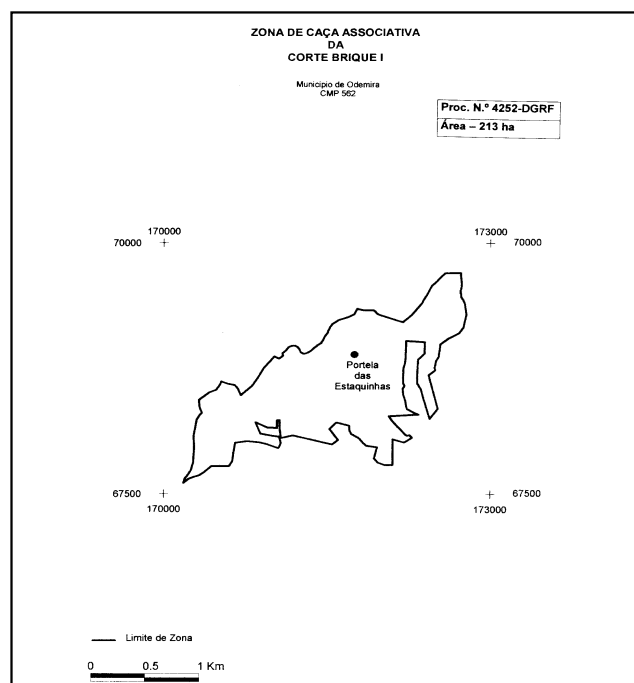 ZONA DE CAÇA ASSOCIATIVA
DA
CORTE BRIQUE I
Municipio de Odemira
CMP 562
Proc. N.º 4252-DGRF
Área – 213 ha
170000
173000
70000
70000
Portela
das
Estaquinhas
67500
67500
170000
173000
Limite de Zona
0 0.5 1 Km